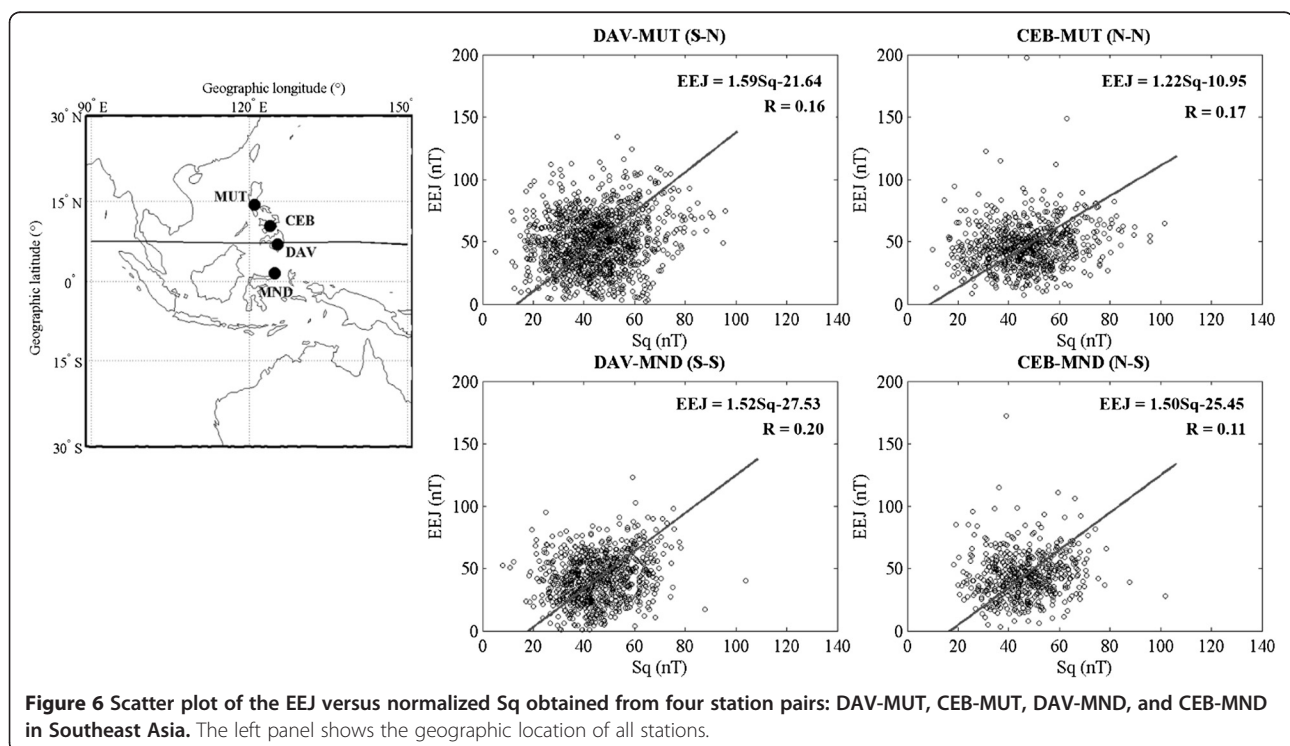 Geographic longitude (°)
90° E
120° E
150°
30° N
15° N
0°
15° S
30° S
Geographic latitude (°)
MUT
CEB
DAV
MND
DAV-MUT (S-N)
EEJ = 1.59Sq-21.64
R = 0.16
EEJ (nT)
200
150
100
50
0
0 20 40 60 80 100 120 140
Sq (nT)
CEB-MUT (N-N)
EEJ = 1.22Sq-10.95
R = 0.17
EEJ (nT)
200
150
100
50
0
0 20 40 60 80 100 120 140
Sq (nT)
DAV-MND (S-S)
EEJ = 1.52Sq-27.53
R = 0.20
EEJ (nT)
200
150
100
50
0
0 20 40 60 80 100 120 140
Sq (nT)
CEB-MND (N-S)
EEJ = 1.50Sq-25.45
R = 0.11
EEJ (nT)
200
150
100
50
0
0 20 40 60 80 100 120 140
Sq (nT)
Figure 6 Scatter plot of the EEJ versus normalized Sq obtained from four station pairs: DAV-MUT, CEB-MUT, DAV-MND, and CEB-MND
in Southeast Asia. The left panel shows the geographic location of all stations.